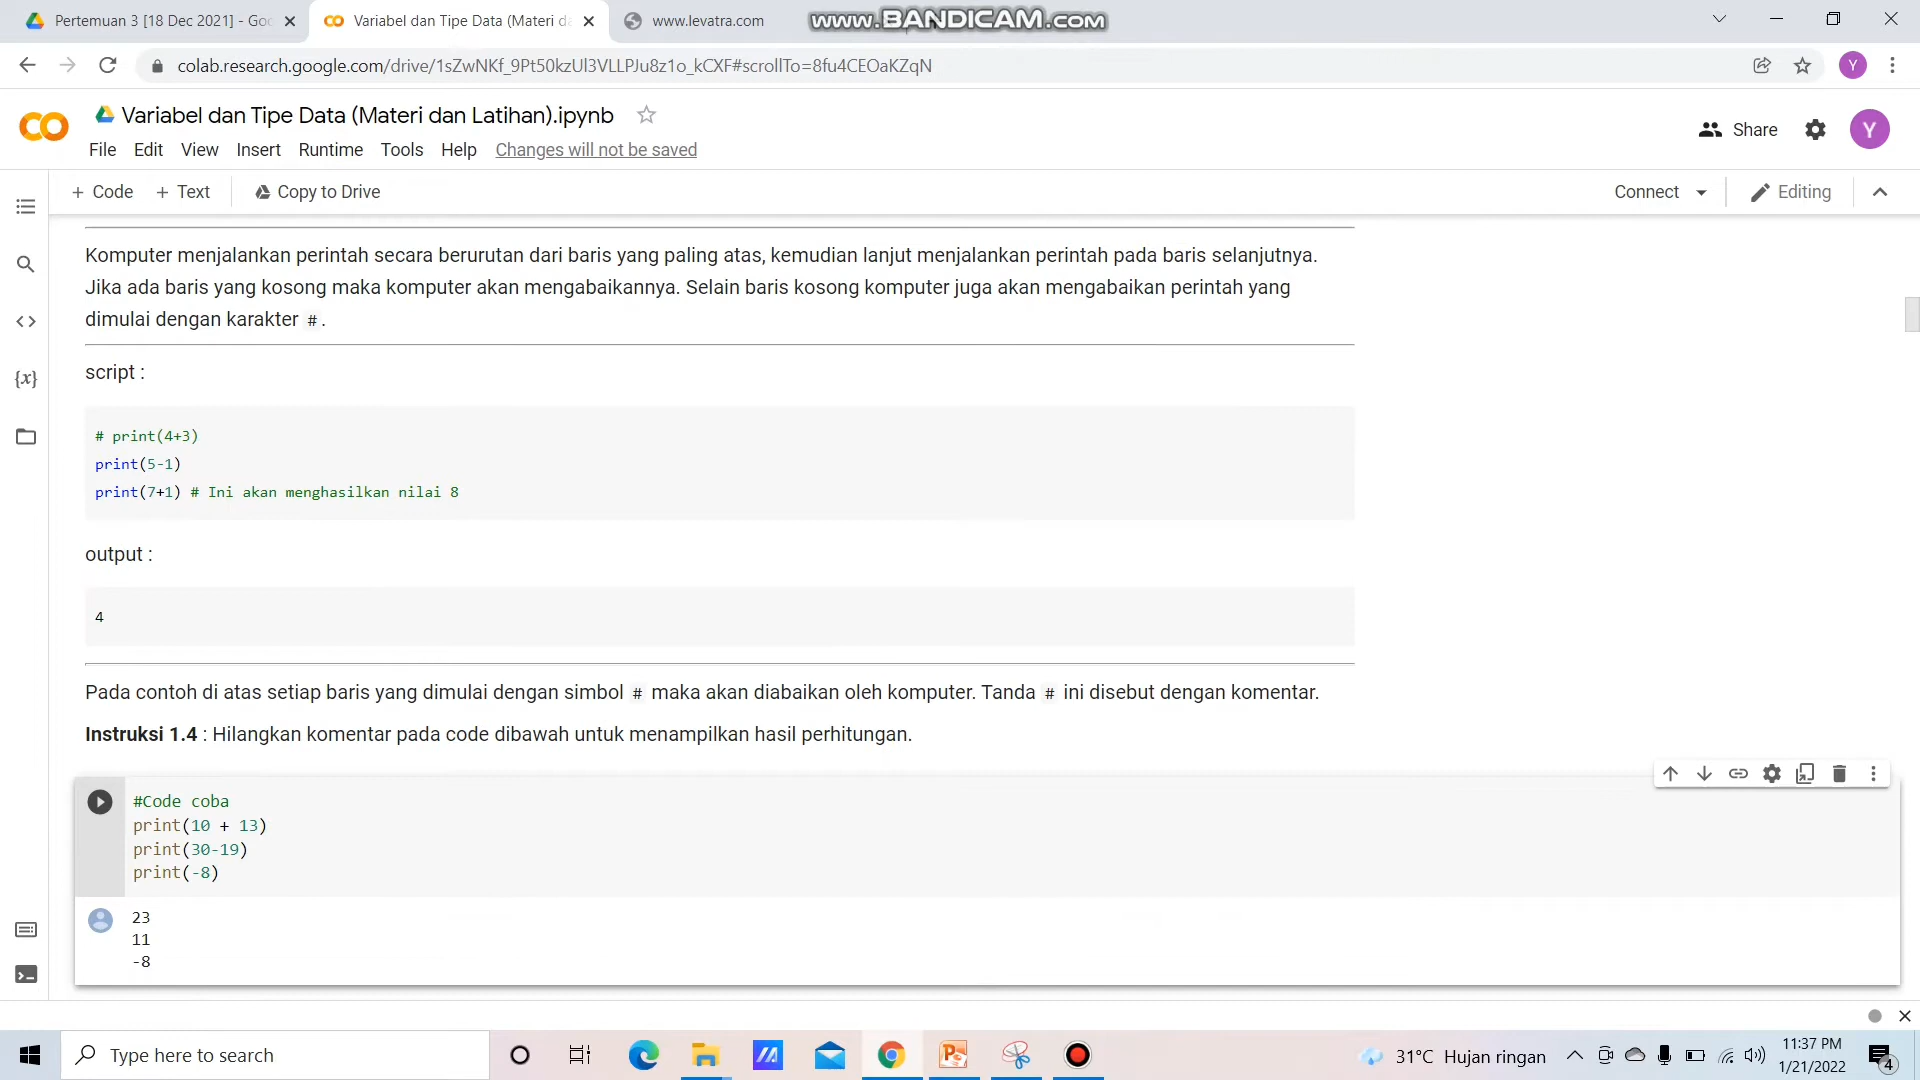 Pertemuan 3 [18 Dec 2021] - Goo
Variabel dan Tipe Data (Materi da
www.levatra.com
www.BANDICAM.com
colab.research.google.com/drive/1sZwNKf_9Pt50kzUl3VLLPJu8z1o_kCXF#scrollTo=8fu4CEOaKZqN
Y
CO
Variabel dan Tipe Data (Materi dan Latihan).ipynb
Share
Y
File Edit View Insert Runtime Tools Help Changes will not be saved
+ Code + Text Copy to Drive
Connect
Editing
Komputer menjalankan perintah secara berurutan dari baris yang paling atas, kemudian lanjut menjalankan perintah pada baris selanjutnya.
Jika ada baris yang kosong maka komputer akan mengabaikannya. Selain baris kosong komputer juga akan mengabaikan perintah yang
dimulai dengan karakter # .
script :
# print(4+3)
print(5-1)
print(7+1) # Ini akan menghasilkan nilai 8
output :
4
Pada contoh di atas setiap baris yang dimulai dengan simbol # maka akan diabaikan oleh komputer. Tanda # ini disebut dengan komentar.
Instruksi 1.4 : Hilangkan komentar pada code dibawah untuk menampilkan hasil perhitungan.
#Code coba
print(10 + 13)
print(30-19)
print(-8)
23
11
-8
Type here to search
31°C Hujan ringan
11:37 PM
1/21/2022
4